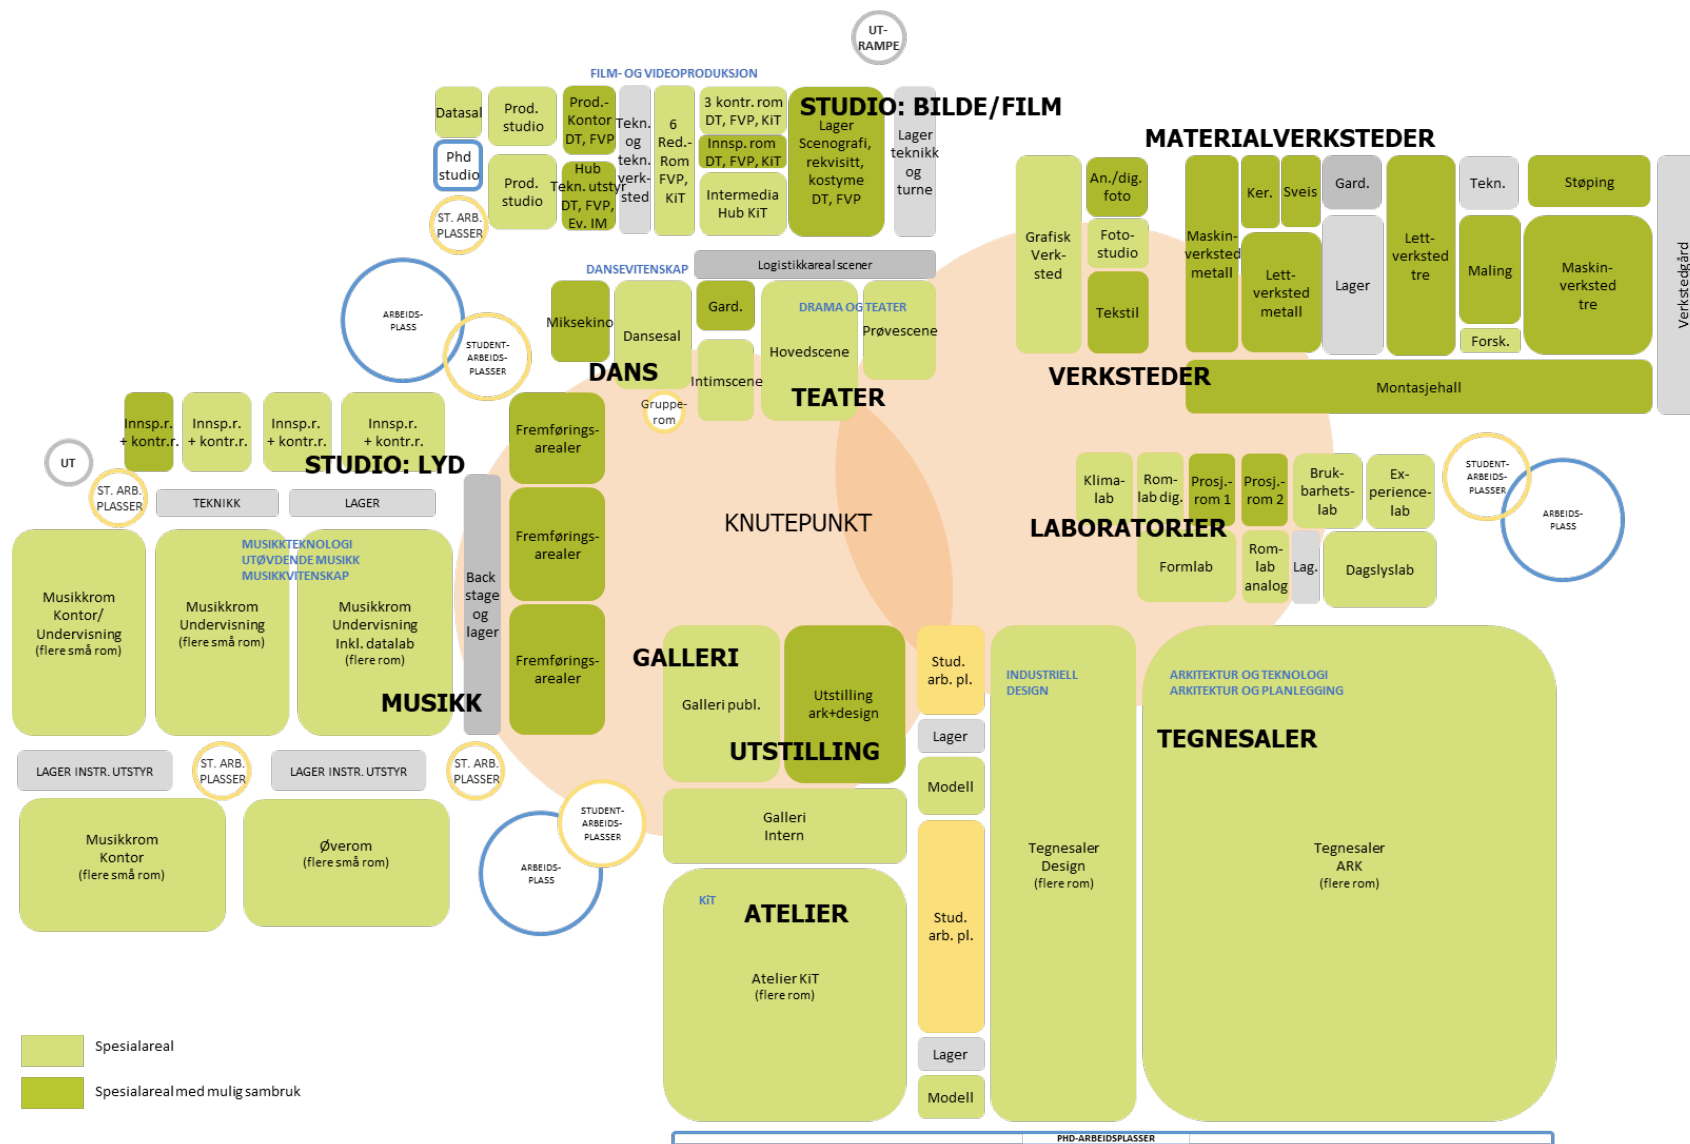 UT-
RAMPE
FILM- OG VIDEOPRODUKSJON
STUDIO: BILDE/FILM
Datasal
Phd
studio
ST. ARB.
PLASSER
Prod.
studio
Prod.
studio
Prod.-
Kontor
DT, FVP
Hub
Tekn. utstyr
DT, FVP,
Ev. IM
Tekn.
og
tekn.
verk-
sted
6
Red.-
Rom
FVP,
KiT
3 kontr. rom
DT, FVP, KiT
Innsp. rom
DT, FVP, KiT
Intermedia
Hub KiT
Lager
Scenografi,
rekvisitt,
kostyme
DT, FVP
Lager
teknikk
og
turne
MATERIALVERKSTEDER
Grafisk
Verk-
sted
An./dig.
foto
Foto-
studio
Tekstil
Maskin-
verksted
metall
Ker.
Sveis
Lett-
verksted
metall
Gard.
Lager
Lett-
verksted
tre
Tekn.
Maling
Forsk.
Støping
Maskin-
verksted
tre
Verkstedgård
VERKSTEDER
Montasjehall
DANSEVITENSKAP
Logistikkareal scener
ARBEIDS-
PLASS
STUDENT-
ARBEIDS-
PLASSER
Miksekino
Dansesal
Gard.
DRAMA OG TEATER
Hovedscene
Prøvescene
Intimscene
DANS
TEATER
Gruppe-
rom
Innsp.r.
+ kontr.r.
Innsp.r.
+ kontr.r.
Innsp.r.
+ kontr.r.
Innsp.r.
+ kontr.r.
STUDIO: LYD
UT
ST. ARB.
PLASSER
TEKNIKK
LAGER
Fremførings-
arealer
Fremførings-
arealer
Fremførings-
arealer
Back
stage
og
lager
KNUTEPUNKT
Klima-
lab
Rom-
lab dig.
Prosj.-
rom 1
Prosj.-
rom 2
Bruk-
barhets-
lab
Ex-
perience-
lab
LABORATORIER
Formlab
Rom-
lab
analog
Lag.
Dagslyslab
STUDENT-
ARBEIDS-
PLASSER
ARBEIDS-
PLASS
MUSIKKTEKNOLOGI
UTØVDENDE MUSIKK
MUSIKKVITENSKAP
Musikkrom
Kontor/
Undervisning
(flere små rom)
Musikkrom
Undervisning
(flere små rom)
Musikkrom
Undervisning
Inkl. datalab
(flere rom)
MUSIKK
LAGER INSTR. UTSTYR
ST. ARB.
PLASSER
LAGER INSTR. UTSTYR
ST. ARB.
PLASSER
Musikkrom
Kontor
(flere små rom)
Øverom
(flere små rom)
ARBEIDS-
PLASS
STUDENT-
ARBEIDS-
PLASSER
GALLERI
Galleri publ.
Utstilling
ark+design
UTSTILLING
Galleri
Intern
KiT
ATELIER
Atelier KiT
(flere rom)
Stud.
arb. pl.
Lager
Modell
Stud.
arb. pl.
Lager
Modell
INDUSTRIELL
DESIGN
Tegnesaler
Design
(flere rom)
ARKITEKTUR OG TEKNOLOGI
ARKITEKTUR OG PLANLEGGING
TEGNESALER
Tegnesaler
ARK
(flere rom)
Spesialareal
Spesialareal med mulig sambruk
PHD-ARBEIDSPLASSER